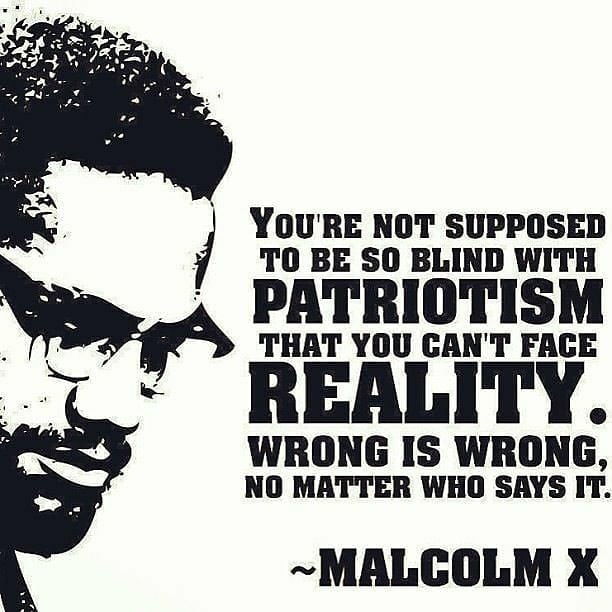 YOU'RE NOT SUPPOSED
TO BE SO BLIND WITH
PATRIOTISM
THAT YOU CAN'T FACE
REALITY.
WRONG IS WRONG,
NO MATTER WHO SAYS IT.
~MALCOLM X